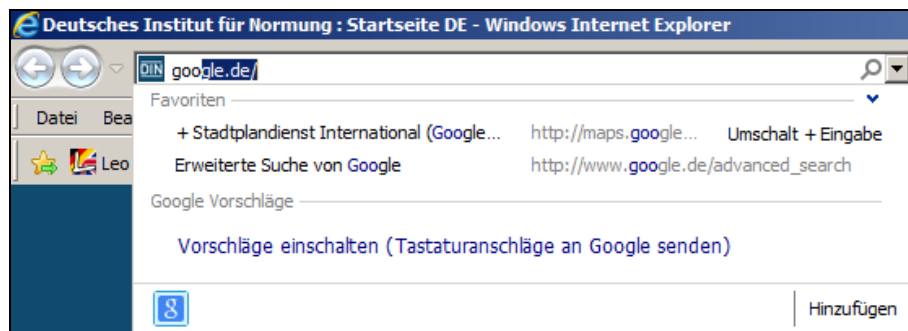 Deutsches Institut für Normung : Startseite DE - Windows Internet Explorer
DIN google.de/
Favoriten
Datei Bea
+ Stadtplandienst International (Google... http://maps.google... Umschalt + Eingabe
Leo Erweiterte Suche von Google http://www.google.de/advanced_search
Google Vorschläge
Vorschläge einschalten (Tastaturanschläge an Google senden)
8 Hinzufügen